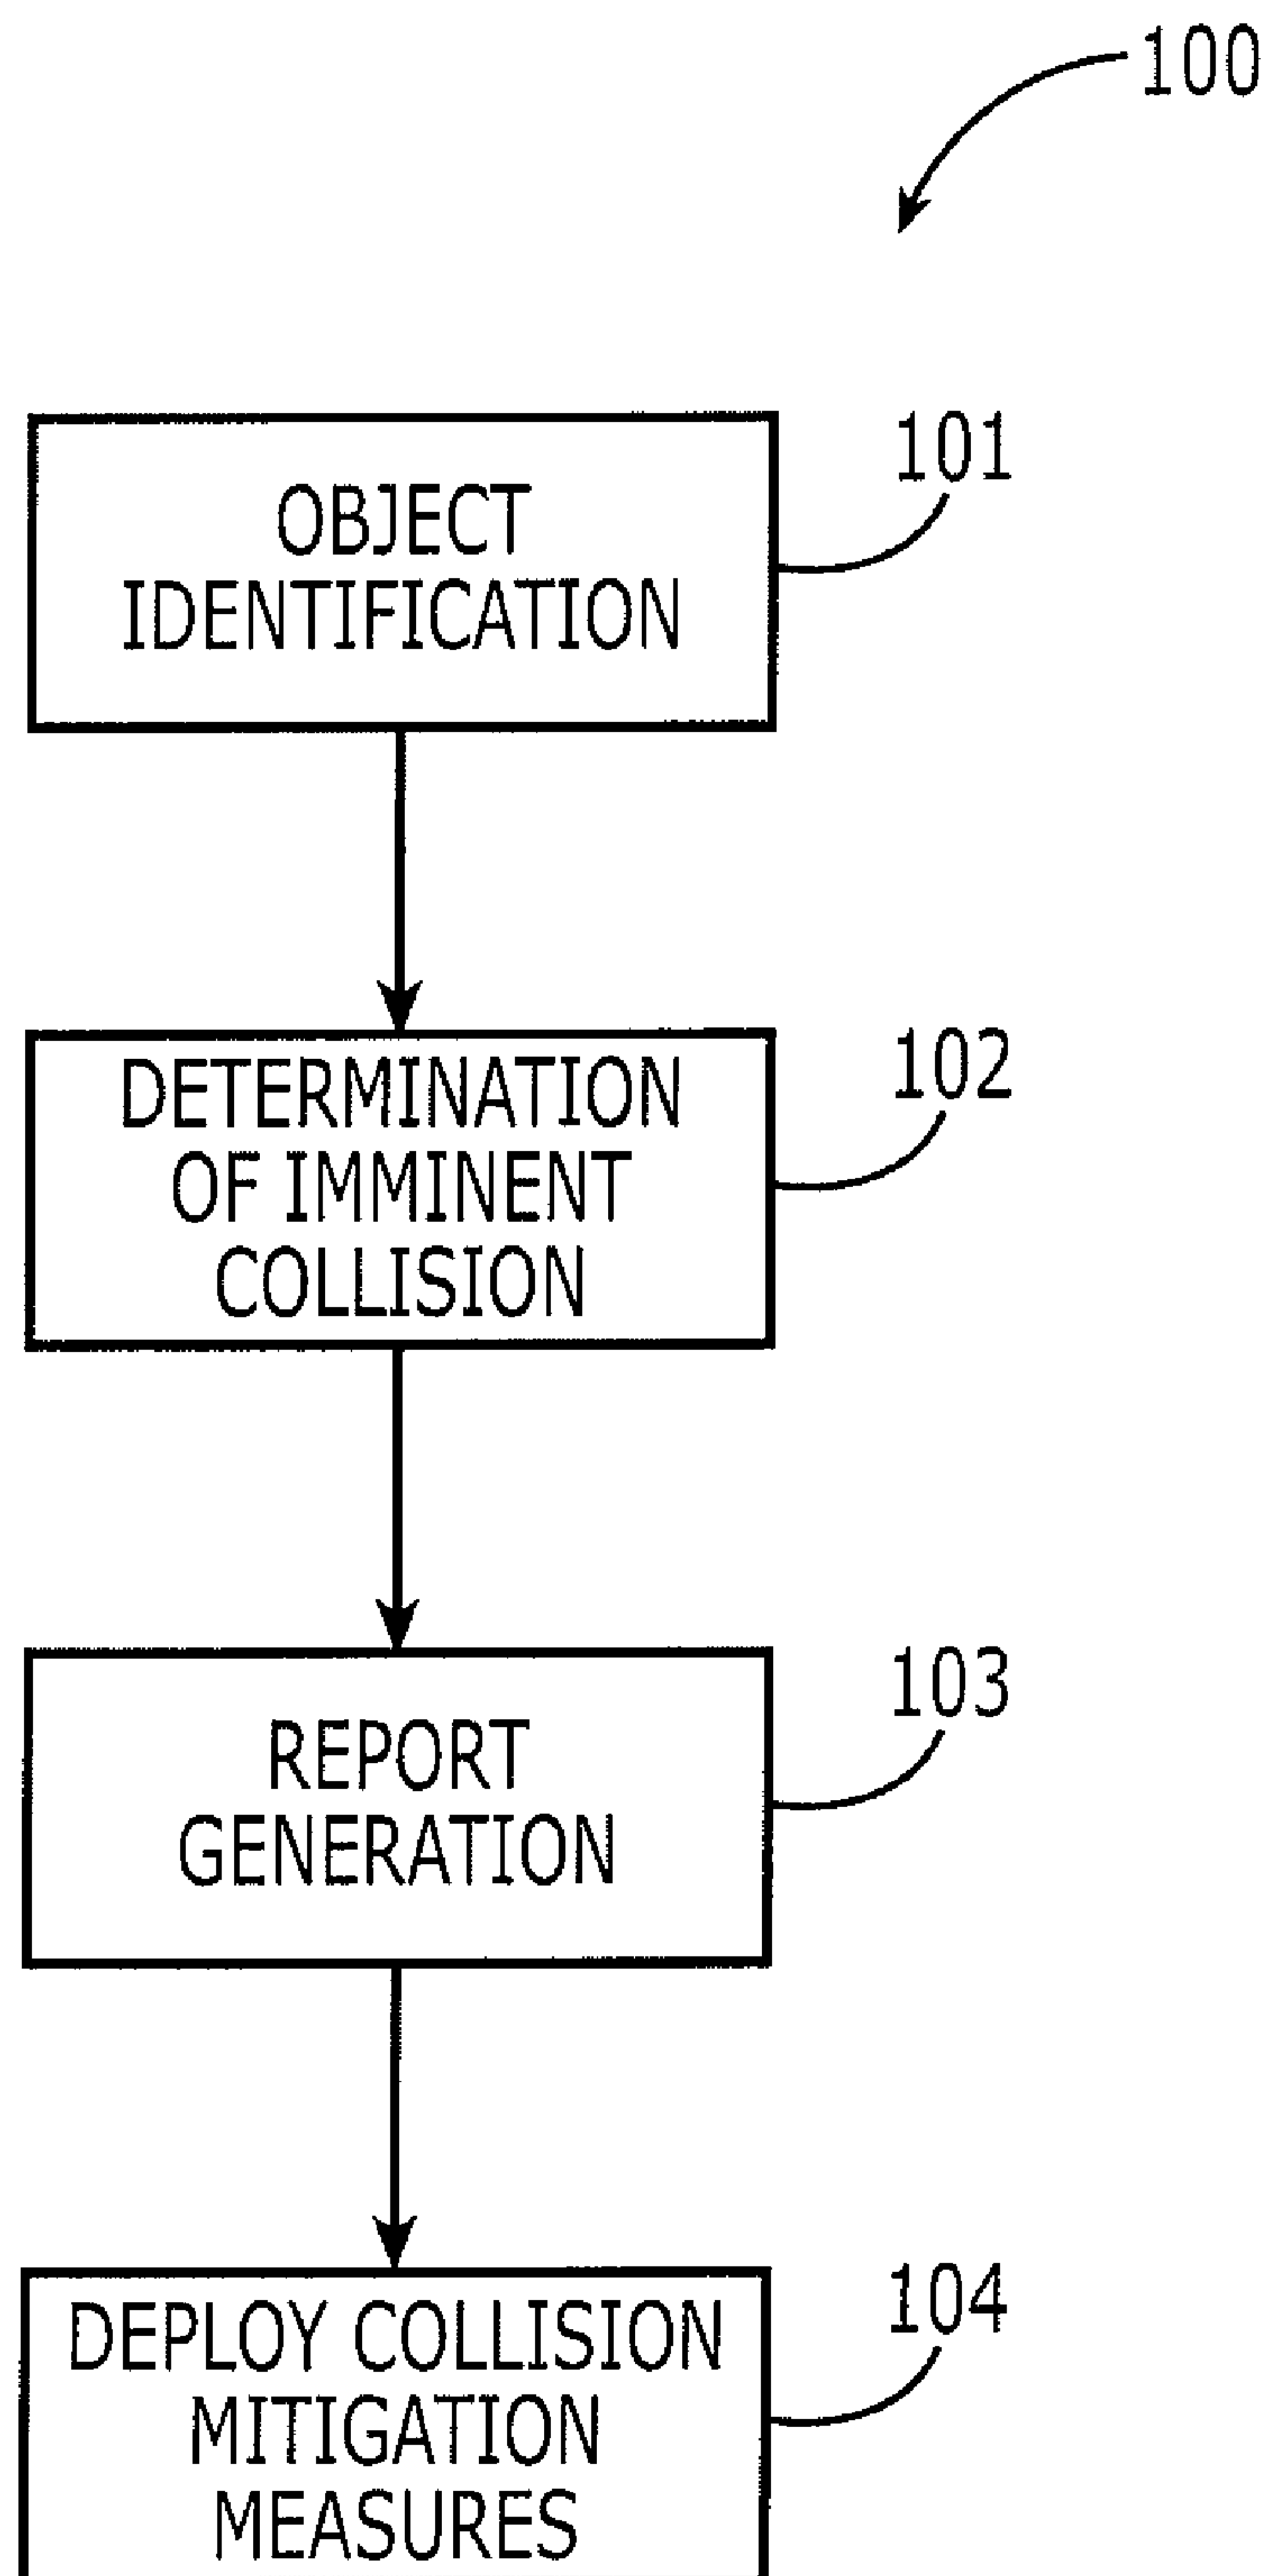 100
OBJECT
IDENTIFICATION
101
DETERMINATION
OF IMMINENT
COLLISION
102
REPORT
GENERATION
103
DEPLOY COLLISION
MITIGATION
MEASURES
104